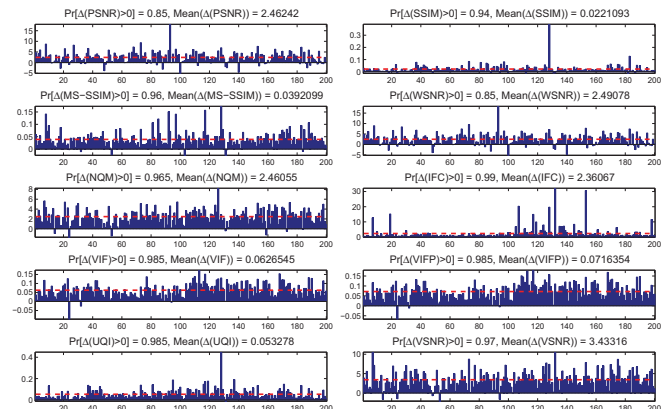 Pr[Δ(PSNR)>0] = 0.85, Mean(Δ(PSNR)) = 2.46242
15
10
5
0
20 40 60 80 100 120 140 160 180 200
Pr[Δ(SSIM)>0] = 0.94, Mean(Δ(SSIM)) = 0.0221093
0.3
0.2
0.1
0
20 40 60 80 100 120 140 160 180 200
Pr[Δ(MS−SSIM)>0] = 0.96, Mean(Δ(MS−SSIM)) = 0.0392099
0.15
0.1
0.05
0
20 40 60 80 100 120 140 160 180 200
Pr[Δ(WSNR)>0] = 0.85, Mean(Δ(WSNR)) = 2.49078
15
10
5
0
20 40 60 80 100 120 140 160 180 200
Pr[Δ(NQM)>0] = 0.965, Mean(Δ(NQM)) = 2.46055
8
6
4
2
0
20 40 60 80 100 120 140 160 180 200
Pr[Δ(IFC)>0] = 0.99, Mean(Δ(IFC)) = 2.36067
30
20
10
0
20 40 60 80 100 120 140 160 180 200
Pr[Δ(VIF)>0] = 0.985, Mean(Δ(VIF)) = 0.0626545
0.15
0.1
0.05
0
−0.05
20 40 60 80 100 120 140 160 180 200
Pr[Δ(VIFP)>0] = 0.985, Mean(Δ(VIFP)) = 0.0716354
0.15
0.1
0.05
0
−0.05
20 40 60 80 100 120 140 160 180 200
Pr[Δ(UQI)>0] = 0.985, Mean(Δ(UQI)) = 0.053278
0.4
0.2
0
20 40 60 80 100 120 140 160 180 200
Pr[Δ(VSNR)>0] = 0.97, Mean(Δ(VSNR)) = 3.43316
10
5
0
20 40 60 80 100 120 140 160 180 200